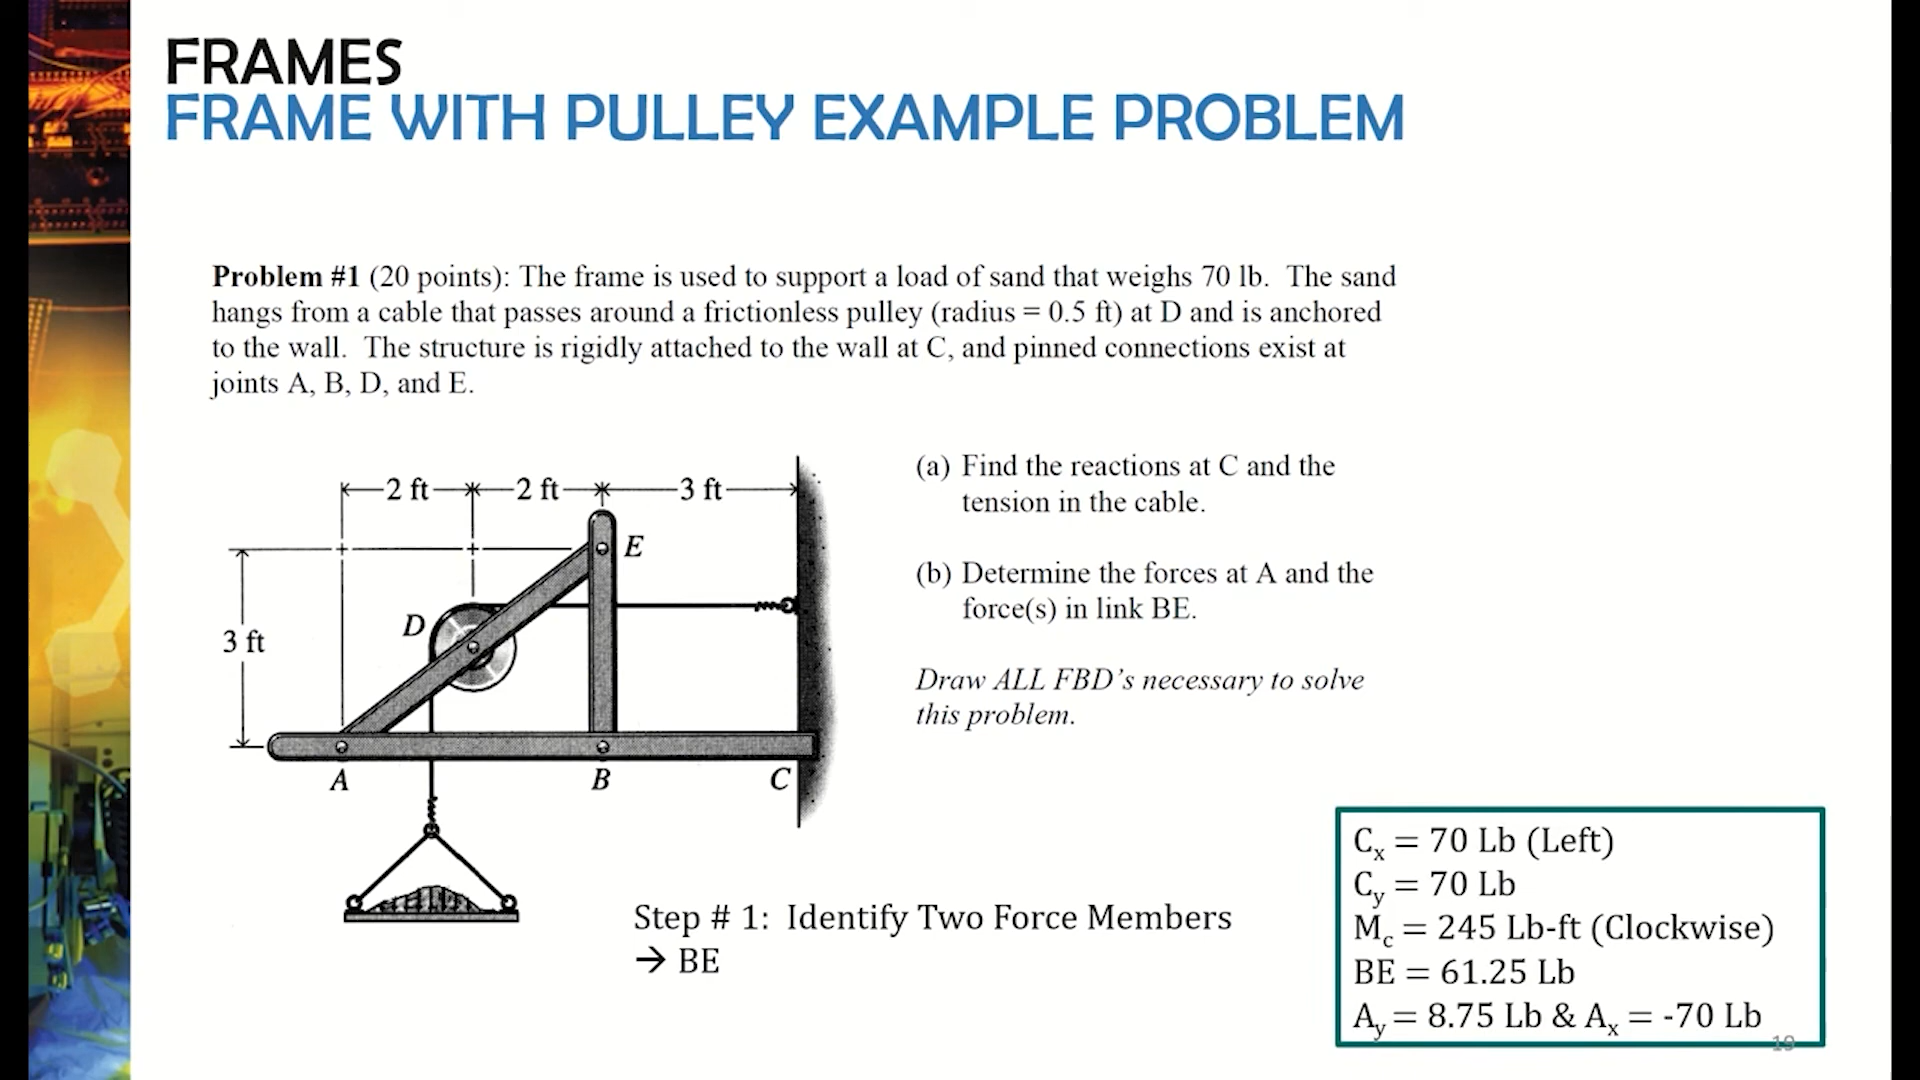 FRAMES
FRAME WITH PULLEY EXAMPLE PROBLEM
Problem #1 (20 points): The frame is used to support a load of sand that weighs 70 lb. The sand
hangs from a cable that passes around a frictionless pulley (radius = 0.5 ft) at D and is anchored
to the wall. The structure is rigidly attached to the wall at C, and pinned connections exist at
joints A, B, D, and E.
2 ft 2 ft 3 ft
E
D
3 ft
A B C
(a) Find the reactions at C and the
tension in the cable.
(b) Determine the forces at A and the
force(s) in link BE.
Draw ALL FBD's necessary to solve
this problem.
Step # 1: Identify Two Force Members
→ BE
Cx = 70 Lb (Left)
Cy = 70 Lb
Mc = 245 Lb-ft (Clockwise)
BE = 61.25 Lb
Ay = 8.75 Lb & Ax = -70 Lb
19